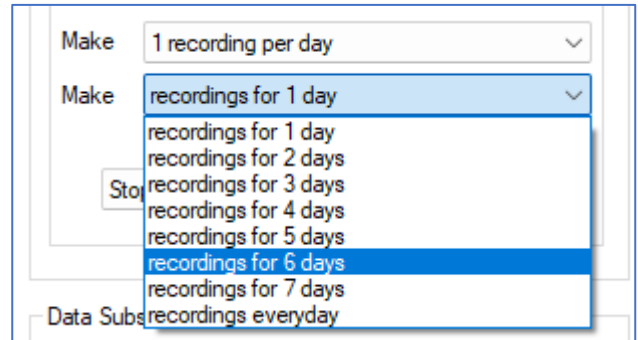 Make 1 recording per day
Make recordings for 1 day
recordings for 1 day
recordings for 2 days
Stop recordings for 3 days
recordings for 4 days
recordings for 5 days
recordings for 6 days
recordings for 7 days
Data Subs recordings everyday